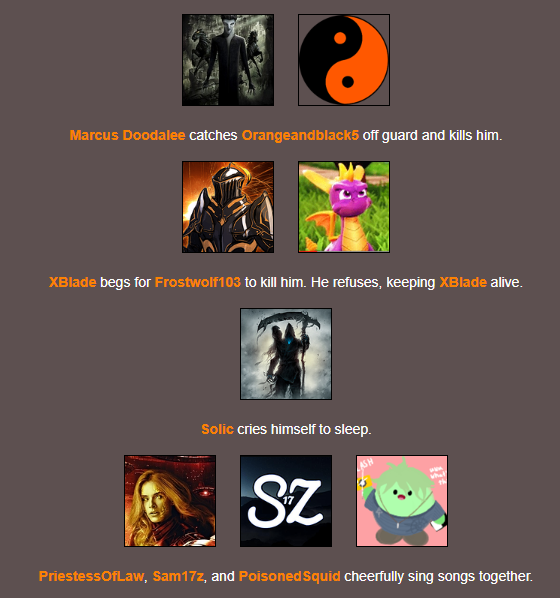 Marcus Doodalee catches Orangeandblack5 off guard and kills him.
XBlade begs for Frostwolf103 to kill him. He refuses, keeping XBlade alive.
Solic cries himself to sleep.
SZ
17
PriestessOfLaw, Sam17z, and PoisonedSquid cheerfully sing songs together.